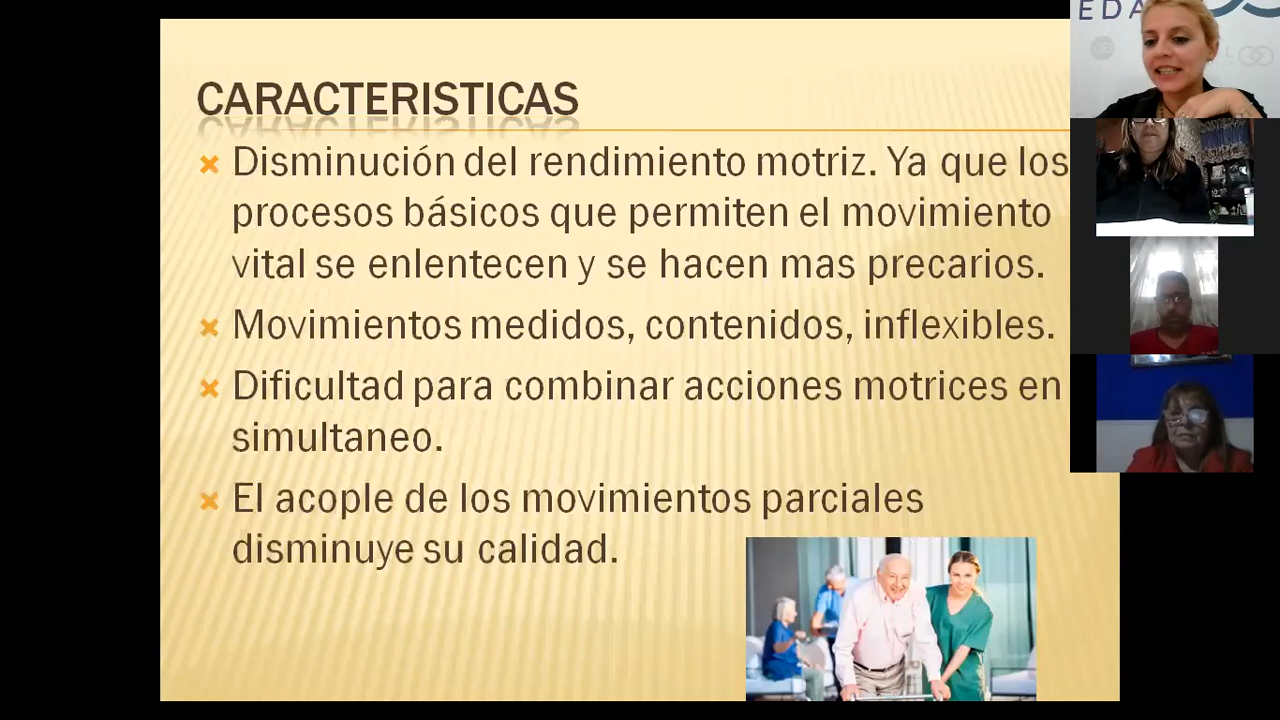 CARACTERISTICAS
Disminución del rendimiento motriz. Ya que los
procesos básicos que permiten el movimiento
vital se enlentecen y se hacen mas precarios.
Movimientos medidos, contenidos, inflexibles.
Dificultad para combinar acciones motrices en
simultaneo.
El acople de los movimientos parciales
disminuye su calidad.
EDA